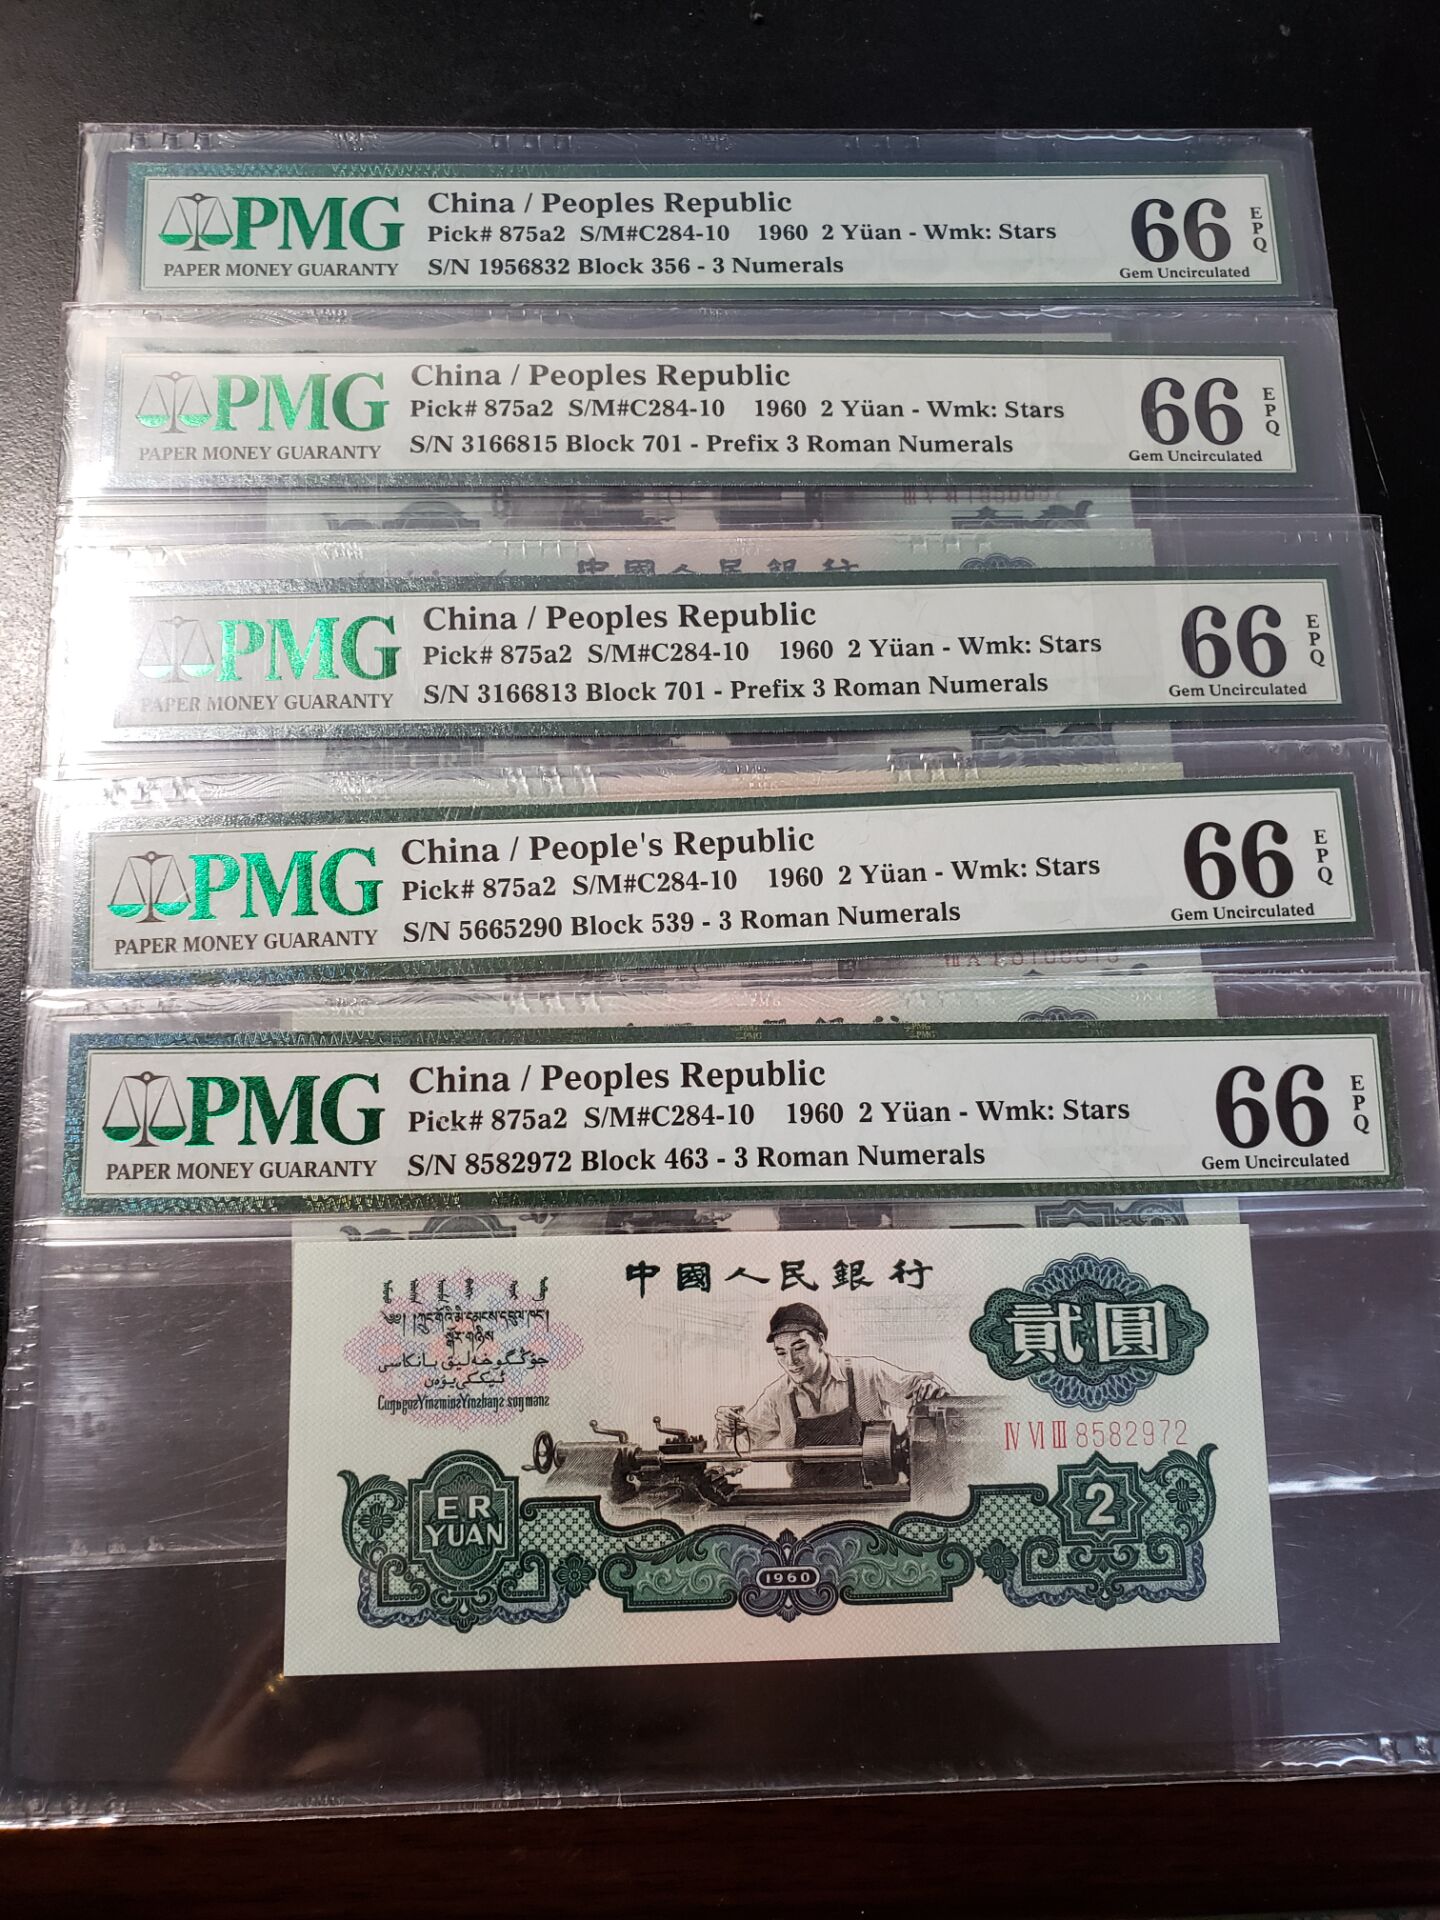 PMG
PAPER MONEY GUARANTY
China / Peoples Republic
Pick# 875a2 S/M#C284-10 1960 2 Yüan - Wmk: Stars
S/N 1956832 Block 356 - 3 Numerals
66
EPQ
Gem Uncirculated
PMG
PAPER MONEY GUARANTY
China / Peoples Republic
Pick# 875a2 S/M#C284-10 1960 2 Yüan - Wmk: Stars
S/N 3166815 Block 701 - Prefix 3 Roman Numerals
66
EPQ
Gem Uncirculated
中國人民銀行
PMG
PAPER MONEY GUARANTY
China / Peoples Republic
Pick# 875a2 S/M#C284-10 1960 2 Yüan - Wmk: Stars
S/N 3166813 Block 701 - Prefix 3 Roman Numerals
66
EPQ
Gem Uncirculated
PMG
PAPER MONEY GUARANTY
China / People's Republic
Pick# 875a2 S/M#C284-10 1960 2 Yüan - Wmk: Stars
S/N 5665290 Block 539 - 3 Roman Numerals
66
EPQ
Gem Uncirculated
PMG
PAPER MONEY GUARANTY
China / Peoples Republic
Pick# 875a2 S/M#C284-10 1960 2 Yüan - Wmk: Stars
S/N 8582972 Block 463 - 3 Roman Numerals
66
EPQ
Gem Uncirculated
中國人民銀行
貳圓
Ⅳ Ⅵ Ⅲ 8582972
ER
YUAN
1960
2